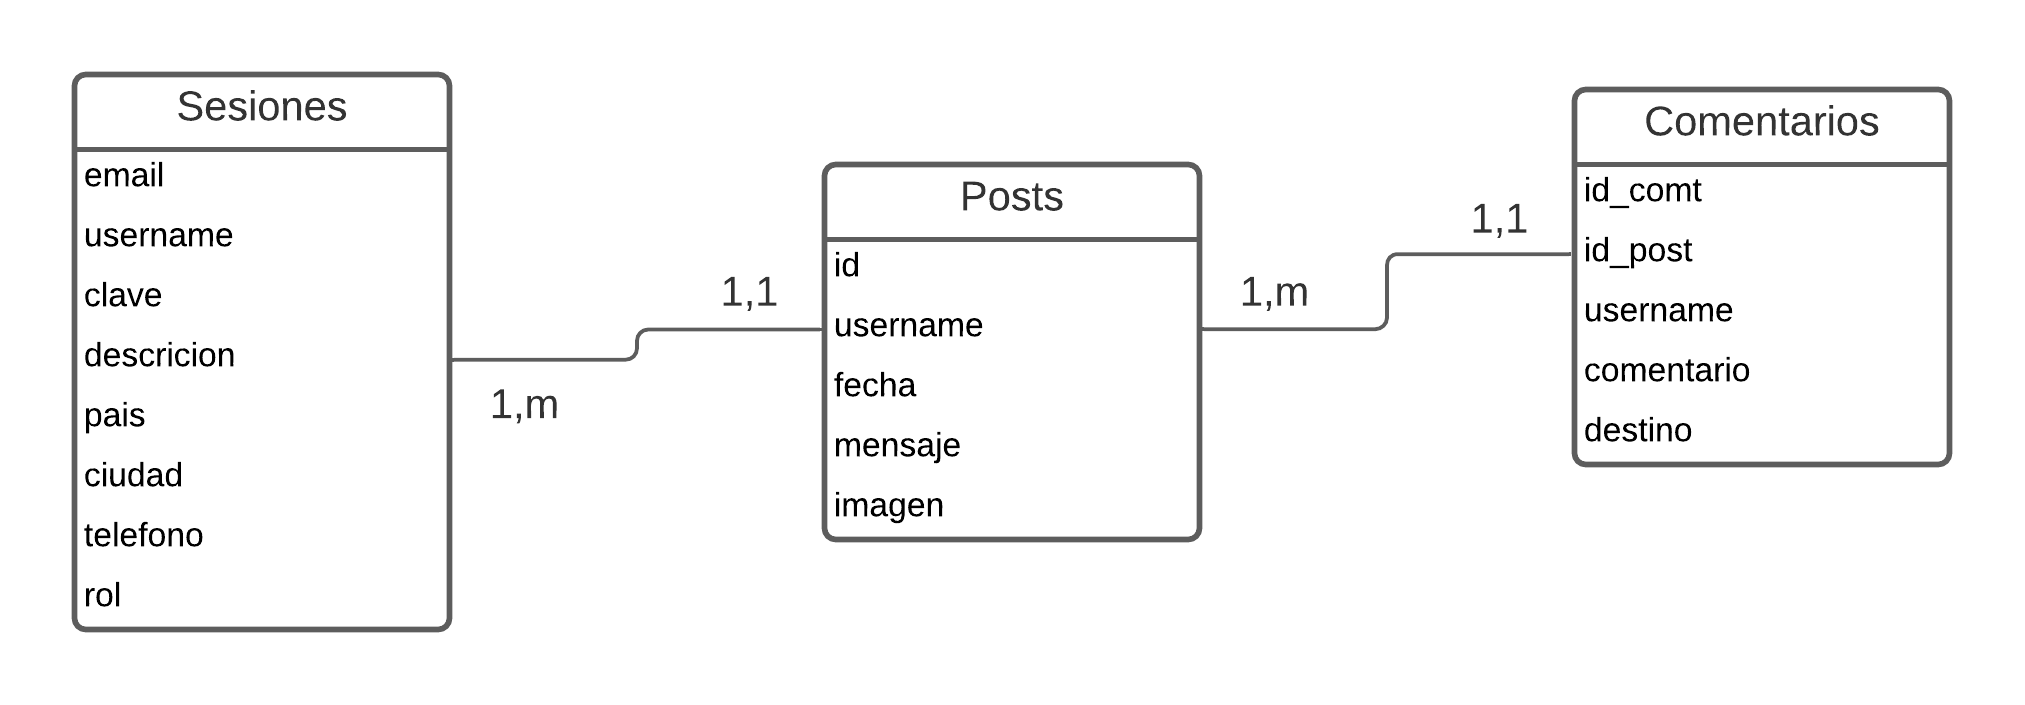 Sesiones
email
username
clave
descricion
pais
ciudad
telefono
rol
1,m
1,1
Posts
id
username
fecha
mensaje
imagen
1,m
1,1
Comentarios
id_comt
id_post
username
comentario
destino